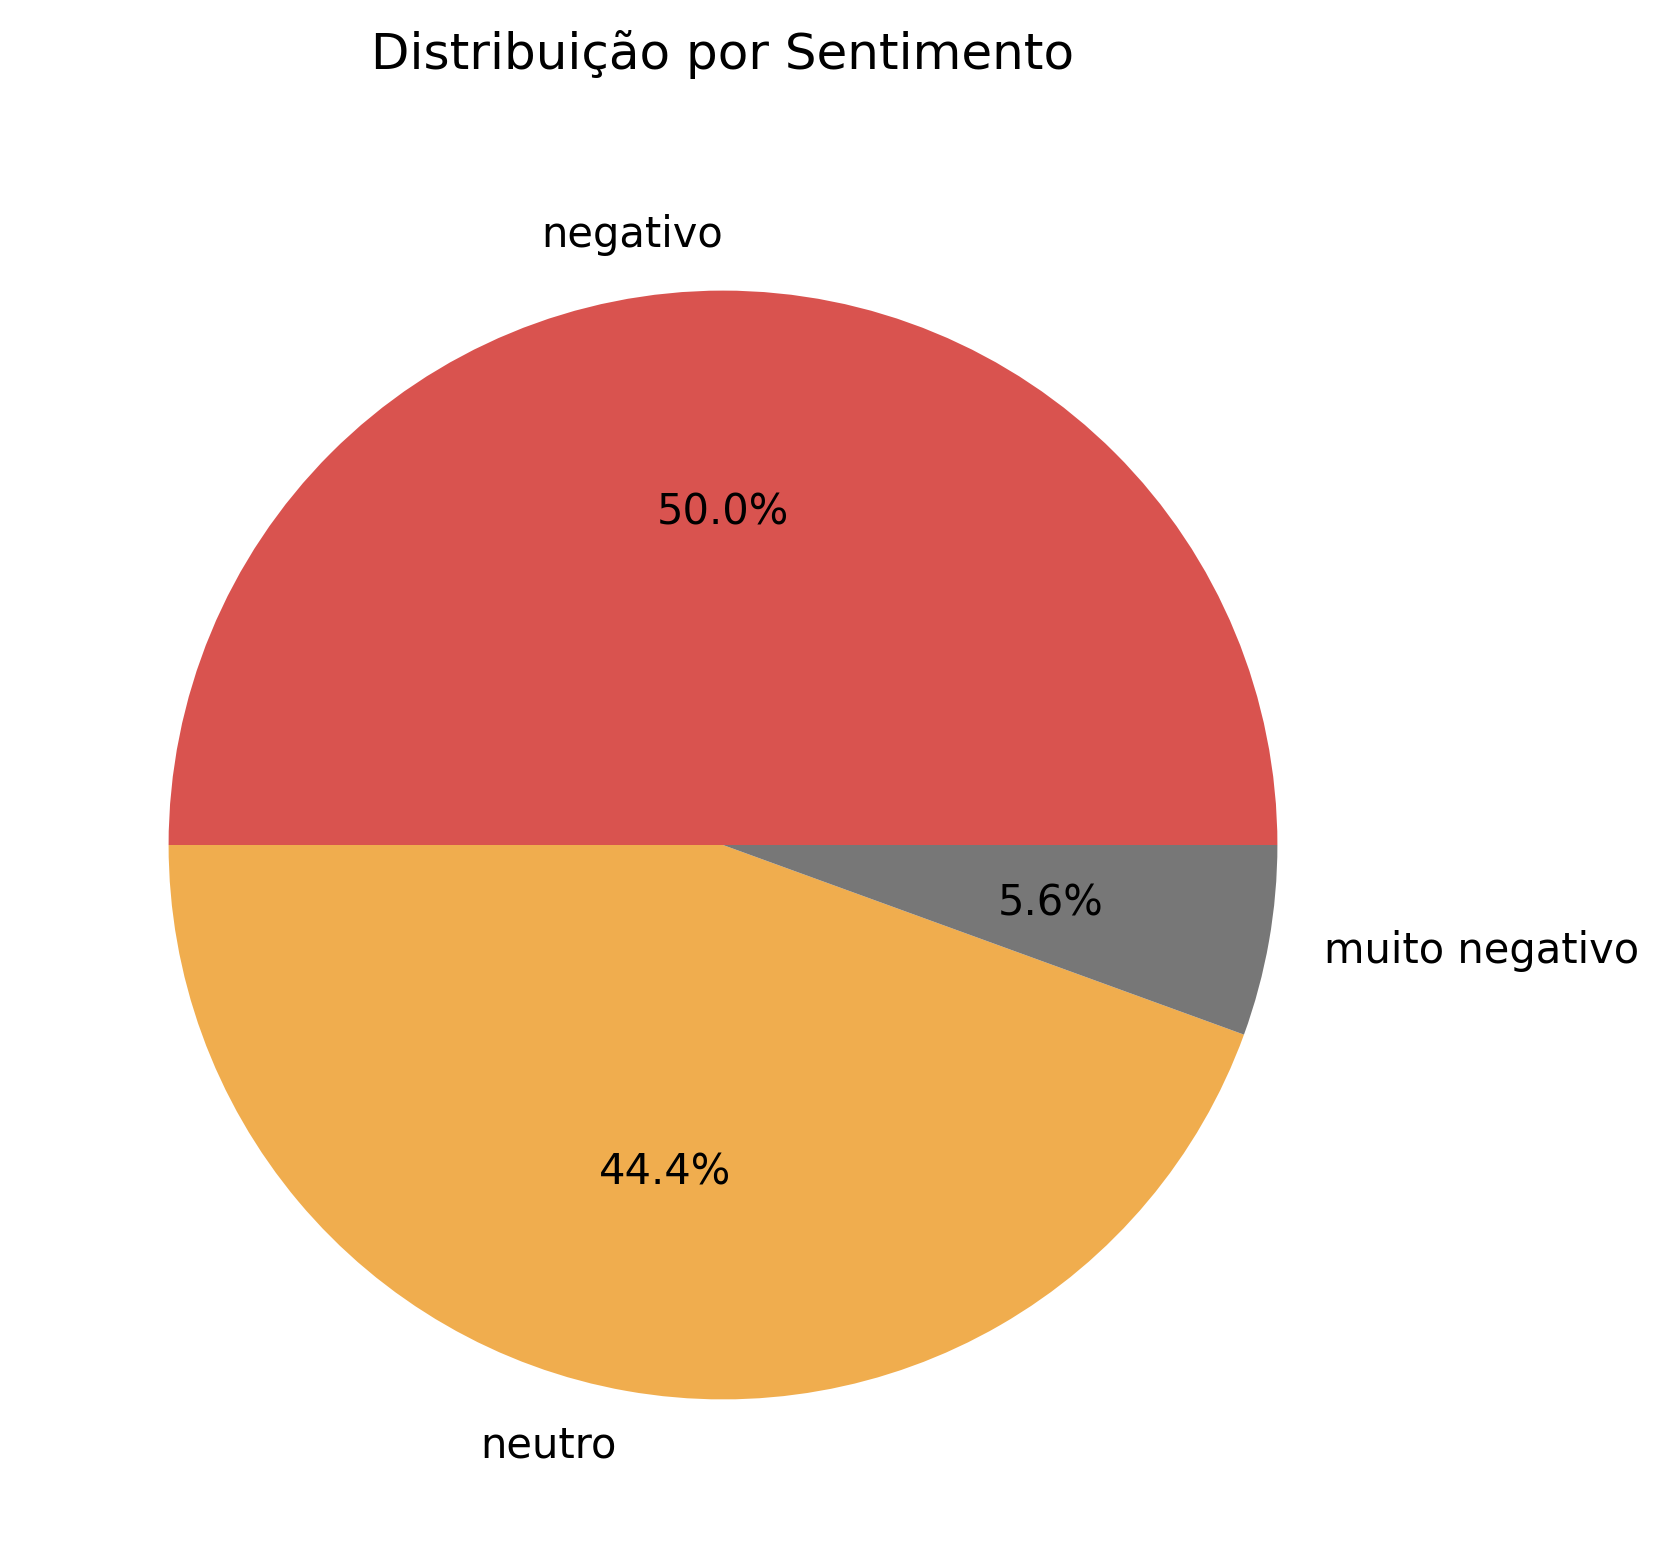 Distribuição por Sentimento
negativo
50.0%
5.6%
muito negativo
44.4%
neutro